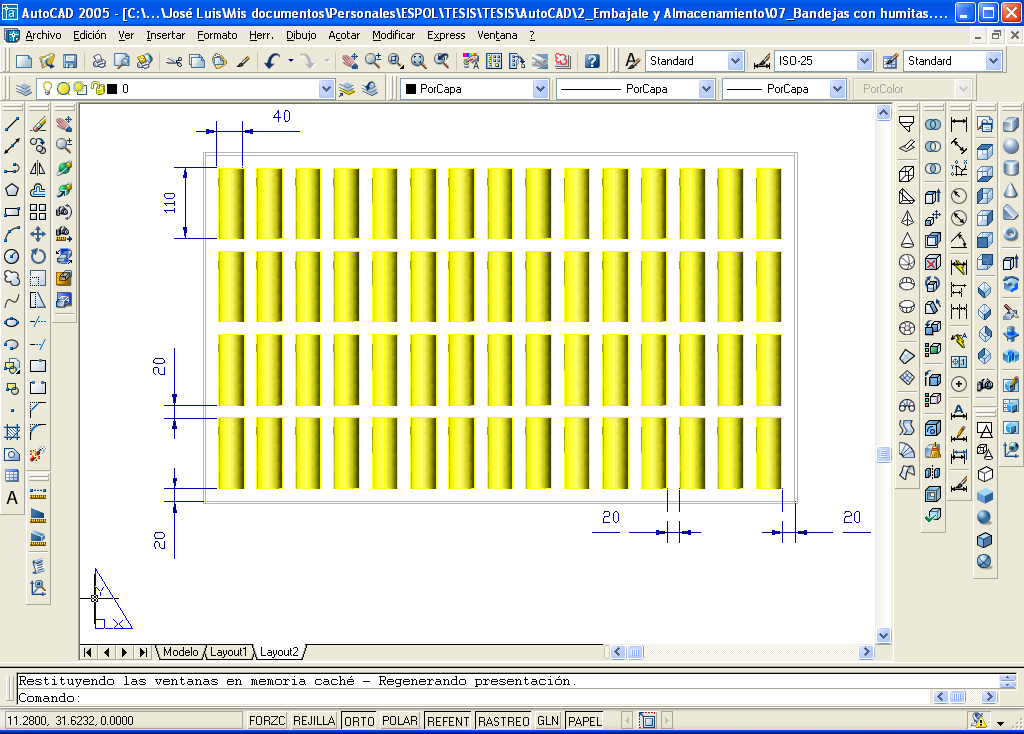 AutoCAD 2005 - [C:\...\José Luis\Mis documentos\Personales\ESPOL\TESIS\TESIS\AutoCAD\2_Embajale y Almacenamiento\07_Bandejas con humitas....
Archivo Edición Ver Insertar Formato Herr. Dibujo Acotar Modificar Express Ventana ?
Standard ISO-25 Standard
0 PorCapa PorCapa PorCapa PorColor
40
110
20
20
20
20
Y
X
A
A
Modelo Layout1 Layout2
Restituyendo las ventanas en memoria caché - Regenerando presentación.
Comando:
11.2800, 31.6232, 0.0000 FORZC REJILLA ORTO POLAR REFENT RASTREO GLN PAPEL